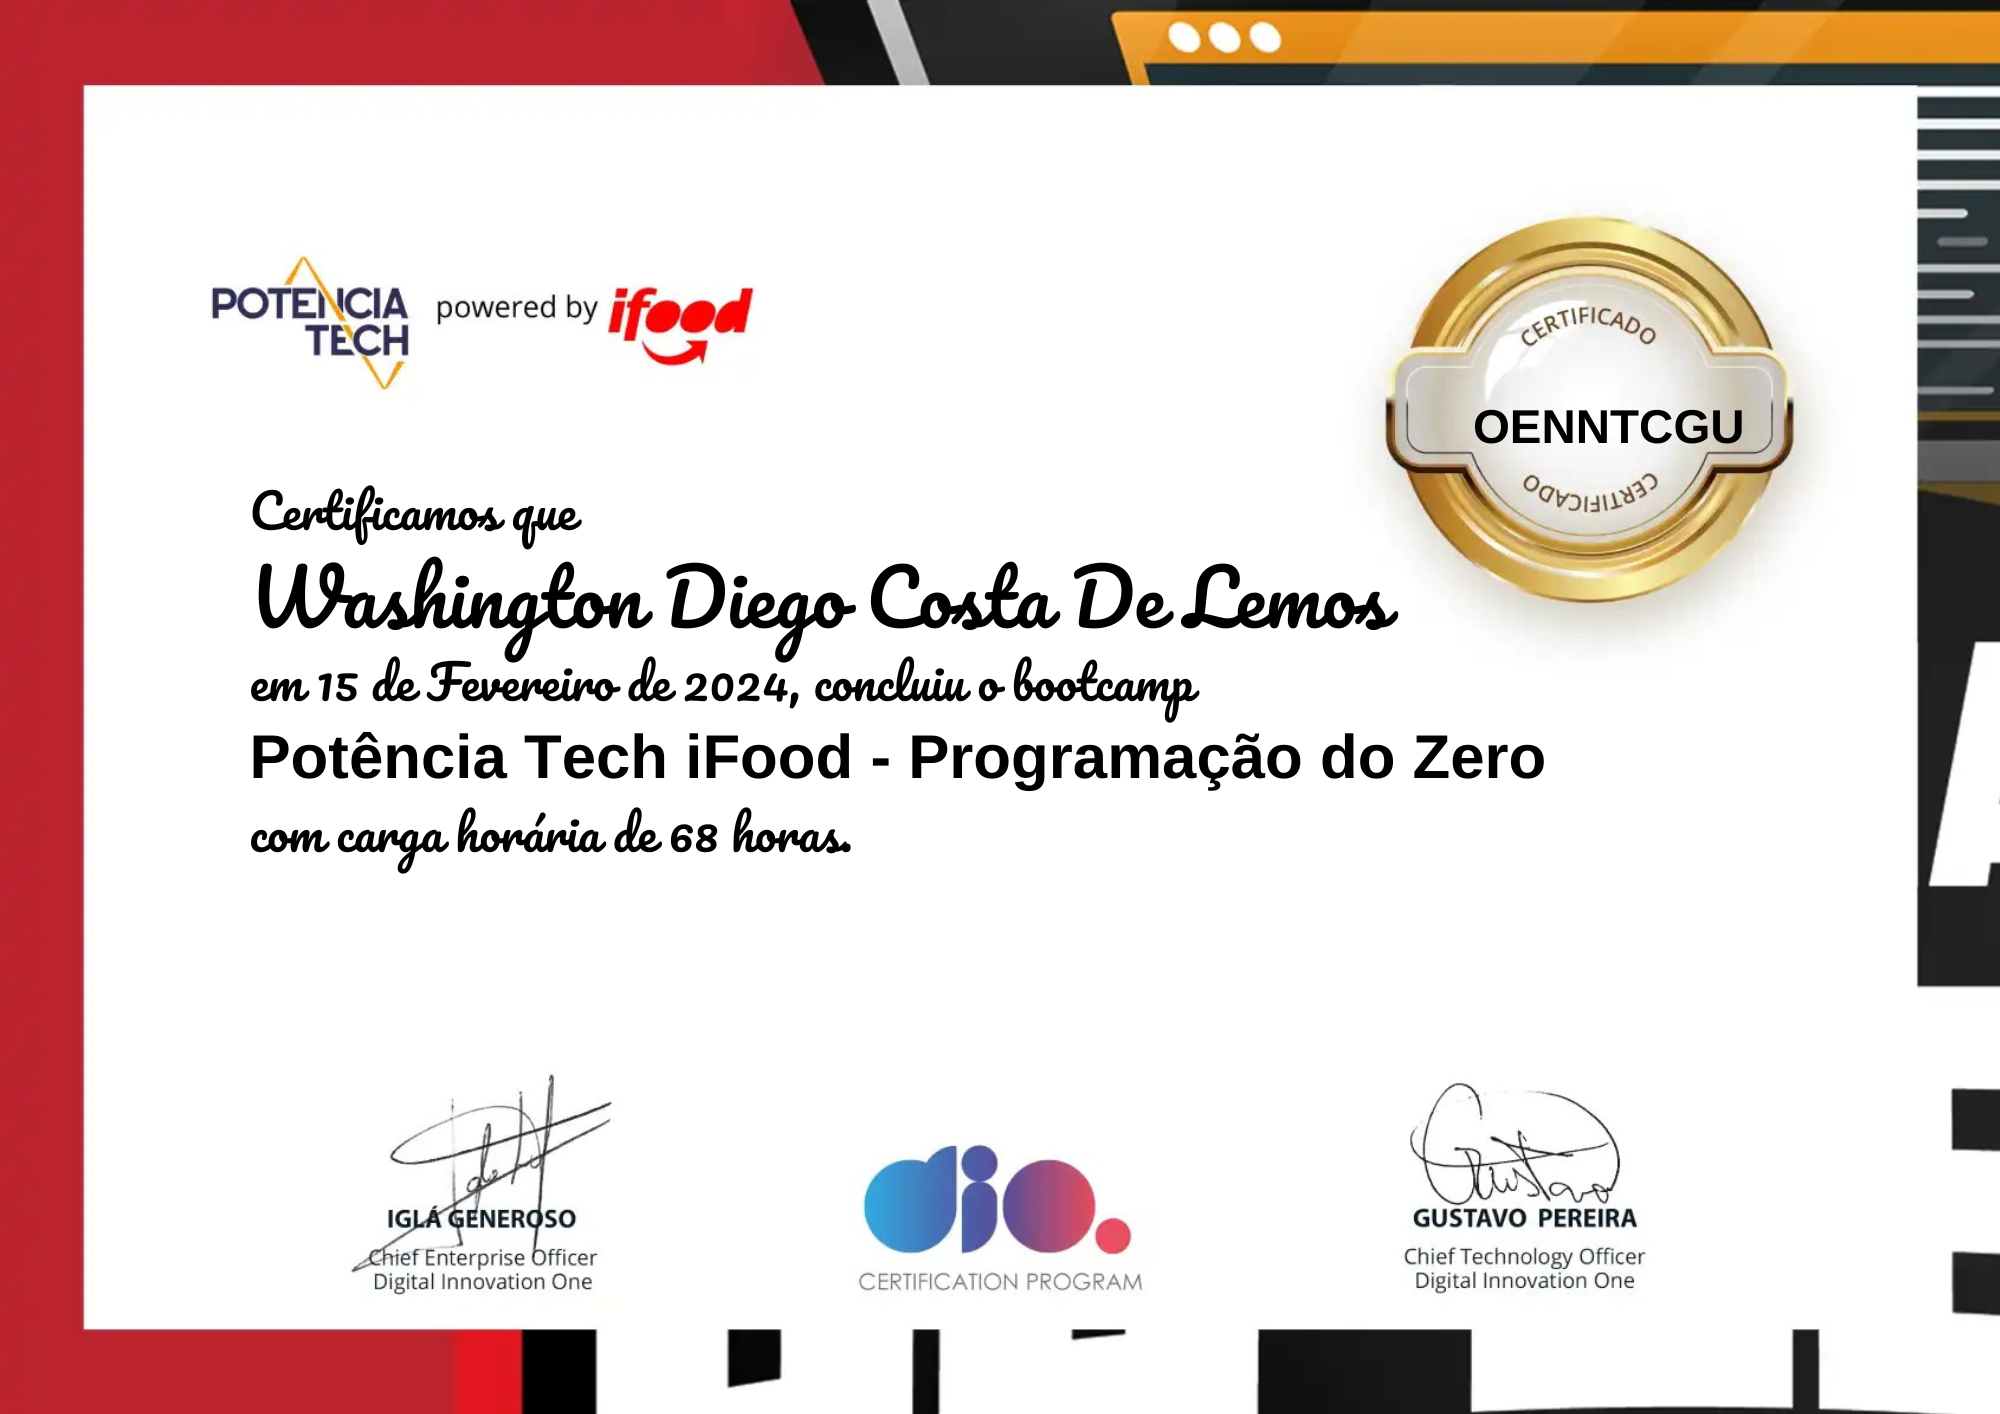 POTÊNCIA
TECH
powered by ifood
CERTIFICADO
OENNTCGU
CERTIFICADO
Certificamos que
Washington Diego Costa De Lemos
em 15 de Fevereiro de 2024, concluiu o bootcamp
Potência Tech iFood - Programação do Zero
com carga horária de 68 horas.
IGLÁ GENEROSO
Chief Enterprise Officer
Digital Innovation One
dio.
CERTIFICATION PROGRAM
Gustavo
GUSTAVO PEREIRA
Chief Technology Officer
Digital Innovation One